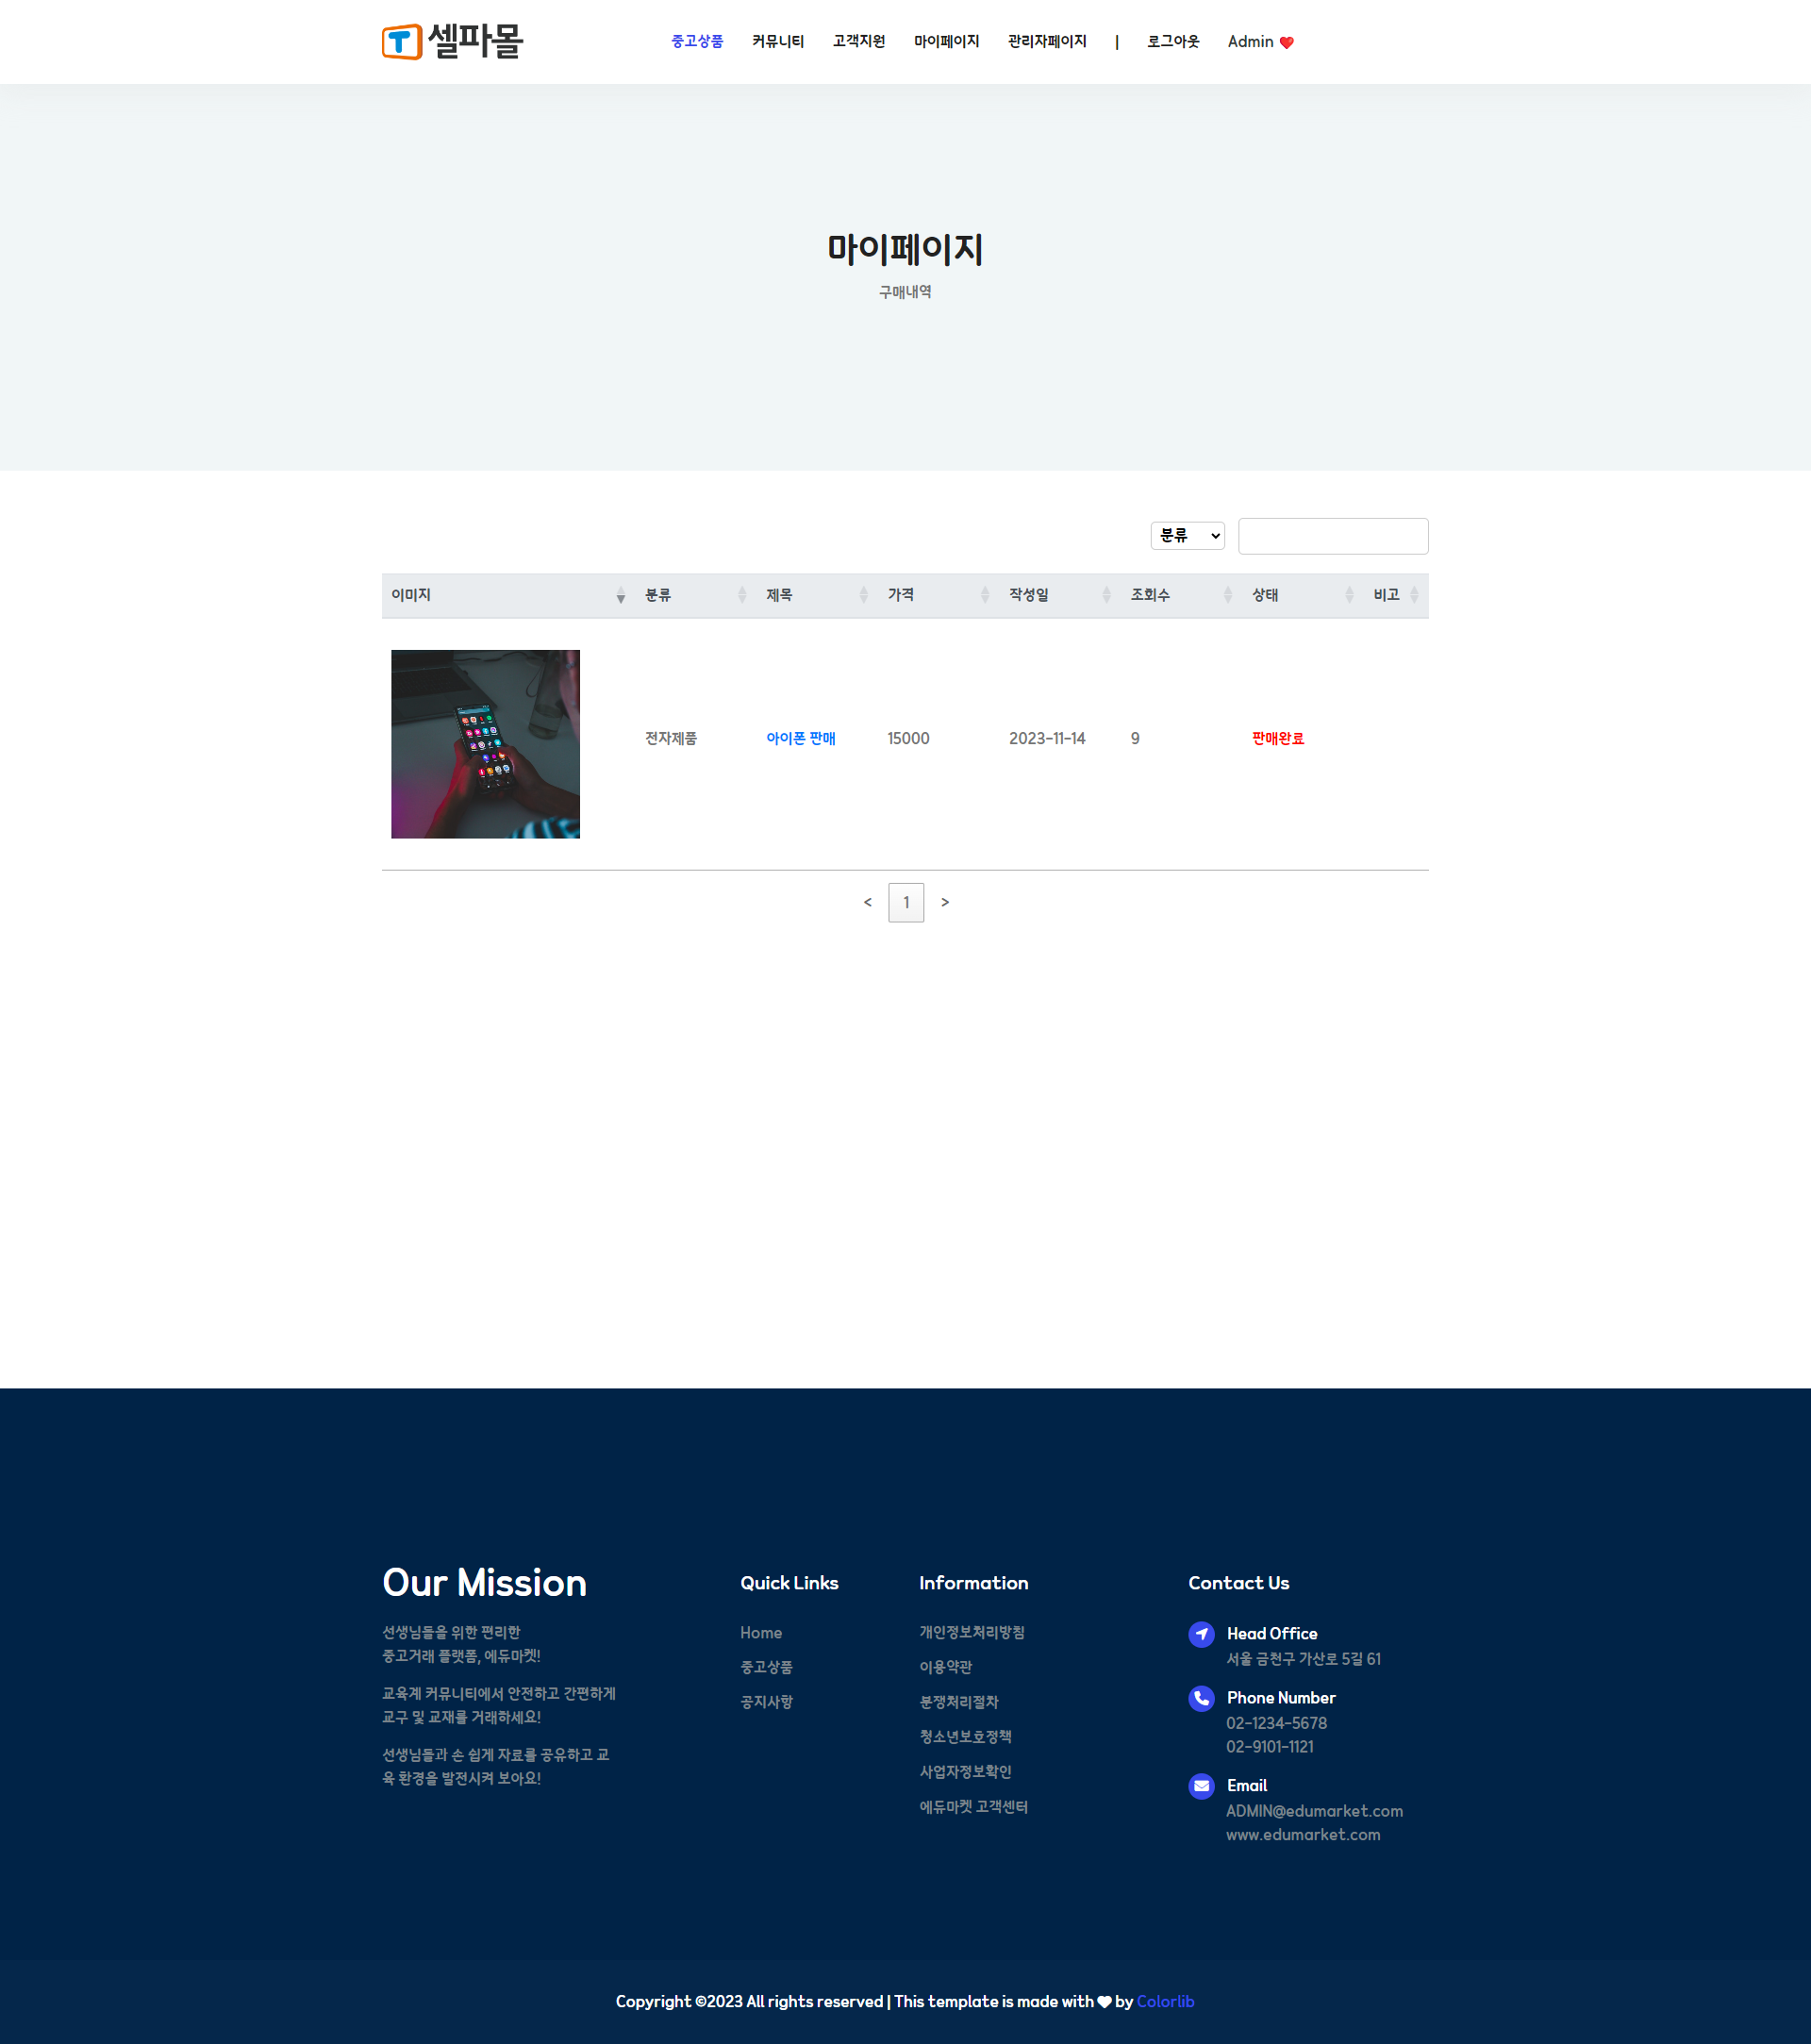 T 셀파몰
중고상품 커뮤니티 고객지원 마이페이지 관리자페이지 | 로그아웃 Admin
마이페이지
구매내역
분류
이미지 분류 제목 가격 작성일 조회수 상태 비고
전자제품 아이폰 판매 15000 2023-11-14 9 판매완료
< 1 >
Our Mission
선생님들을 위한 편리한
중고거래 플랫폼, 에듀마켓!
교육계 커뮤니티에서 안전하고 간편하게
교구 및 교재를 거래하세요!
선생님들과 손 쉽게 자료를 공유하고 교
육 환경을 발전시켜 보아요!
Quick Links
Home
중고상품
공지사항
Information
개인정보처리방침
이용약관
분쟁처리절차
청소년보호정책
사업자정보확인
에듀마켓 고객센터
Contact Us
Head Office
서울 금천구 가산로 5길 61
Phone Number
02-1234-5678
02-9101-1121
Email
ADMIN@edumarket.com
www.edumarket.com
Copyright ©2023 All rights reserved | This template is made with by Colorlib